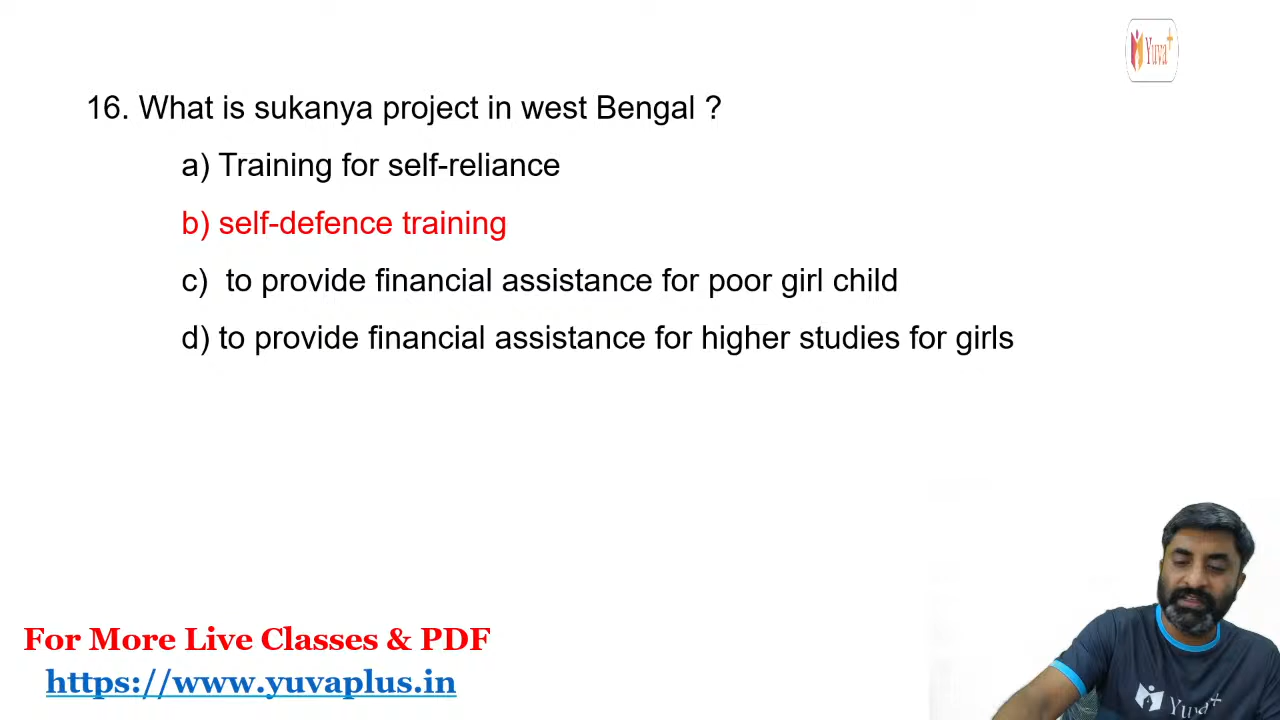 Yuva+
16. What is sukanya project in west Bengal ?
a) Training for self-reliance
b) self-defence training
c) to provide financial assistance for poor girl child
d) to provide financial assistance for higher studies for girls
For More Live Classes & PDF
https://www.yuvaplus.in
Yuva+